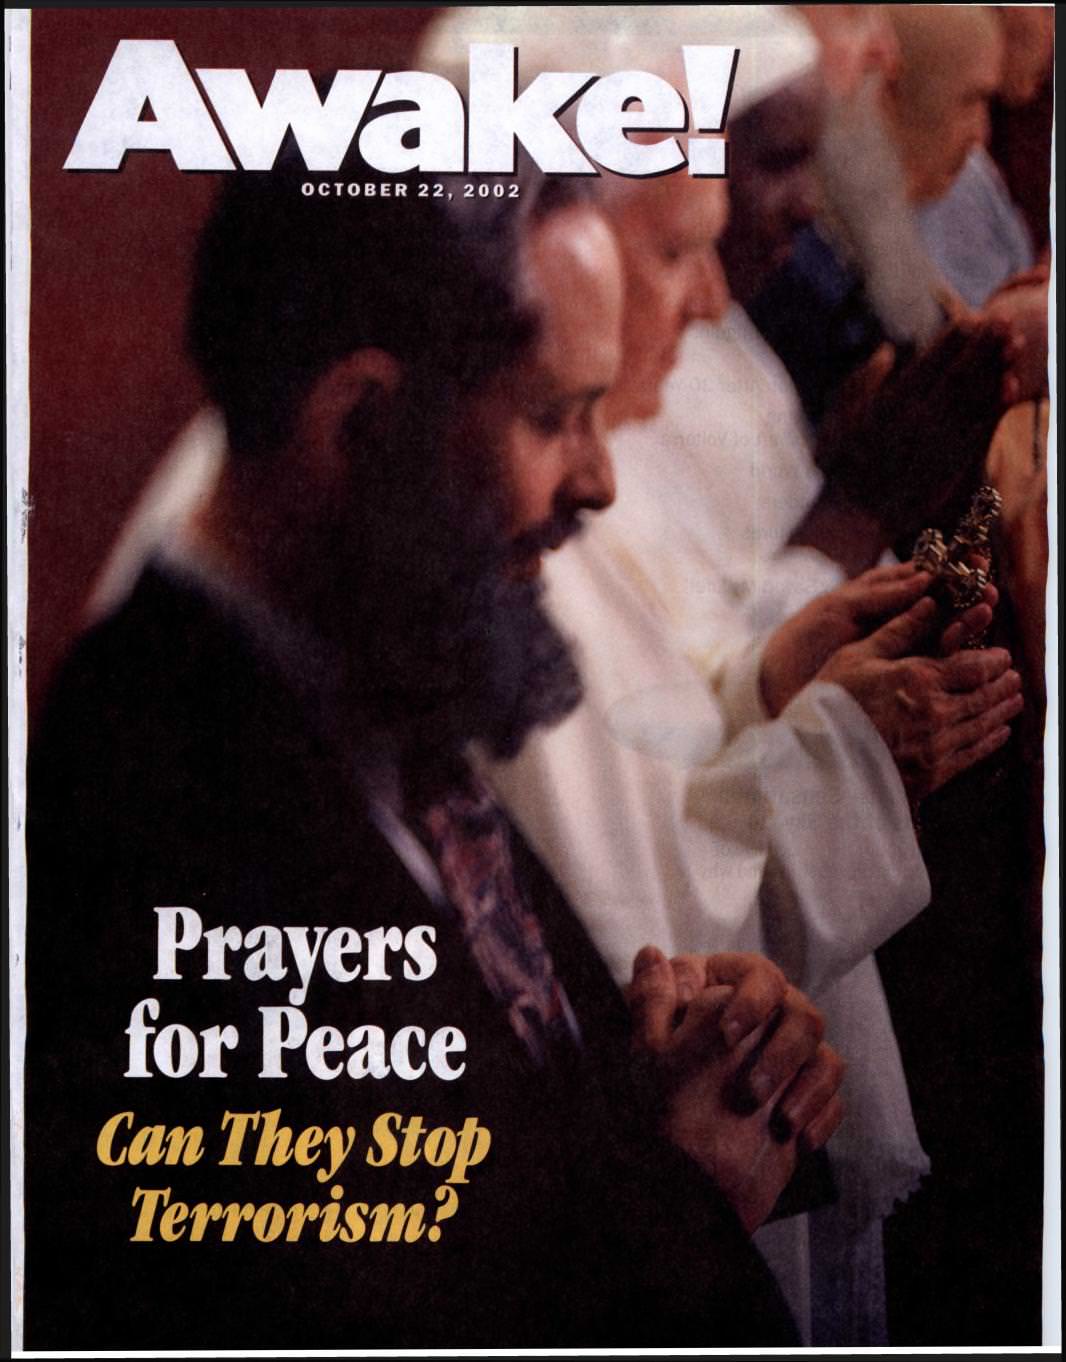 Awake!
OCTOBER 22, 2002
Prayers
for Peace
Can They Stop
Terrorism?